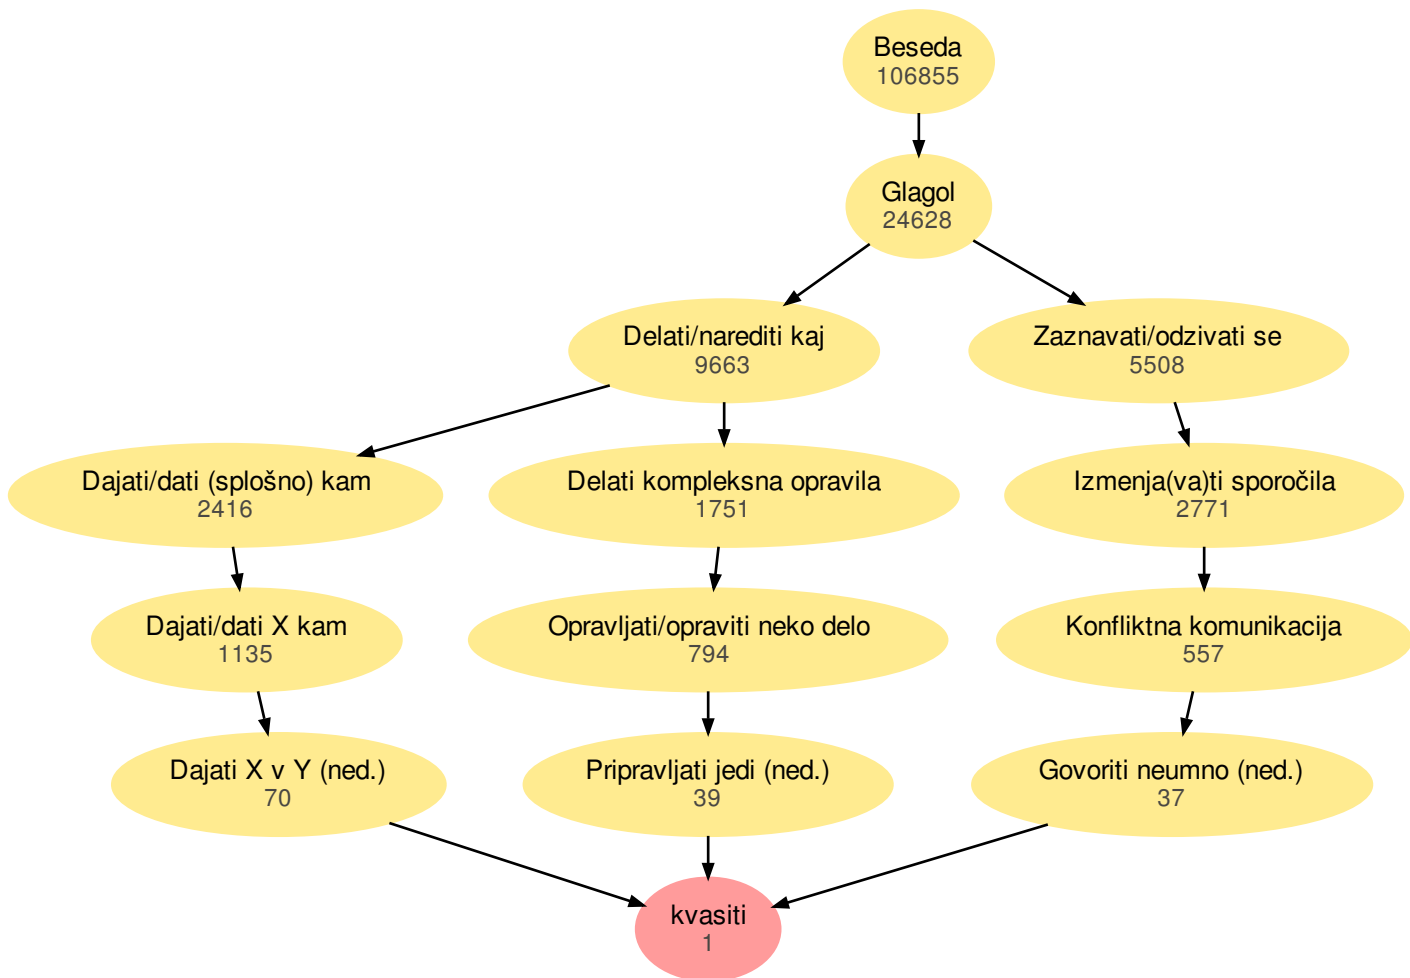 Beseda
106855
Glagol
24628
Delati/narediti kaj
9663
Zaznavati/odzivati se
5508
Dajati/dati (splošno) kam
2416
Delati kompleksna opravila
1751
Izmenja(va)ti sporočila
2771
Dajati/dati X kam
1135
Opravljati/opraviti neko delo
794
Konfliktna komunikacija
557
Dajati X v Y (ned.)
70
Pripravljati jedi (ned.)
39
Govoriti neumno (ned.)
37
kvasiti
1